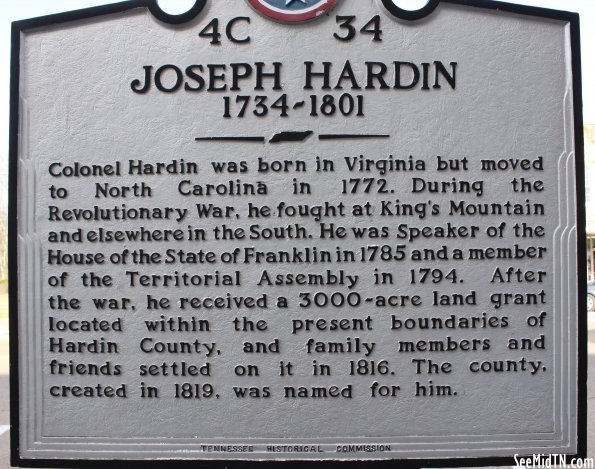 4C 34
JOSEPH HARDIN
1734-1801
Colonel Hardin was born in Virginia but moved
to North Carolina in 1772. During the
Revolutionary War, he fought at King's Mountain
and elsewhere in the South. He was Speaker of the
House of the State of Franklin in 1785 and a member
of the Territorial Assembly in 1794. After
the war, he received a 3000-acre land grant
located within the present boundaries of
Hardin County, and family members and
friends settled on it in 1816. The county,
created in 1819, was named for him.
TENNESSEE HISTORICAL COMMISSION
SeeMidTN.com